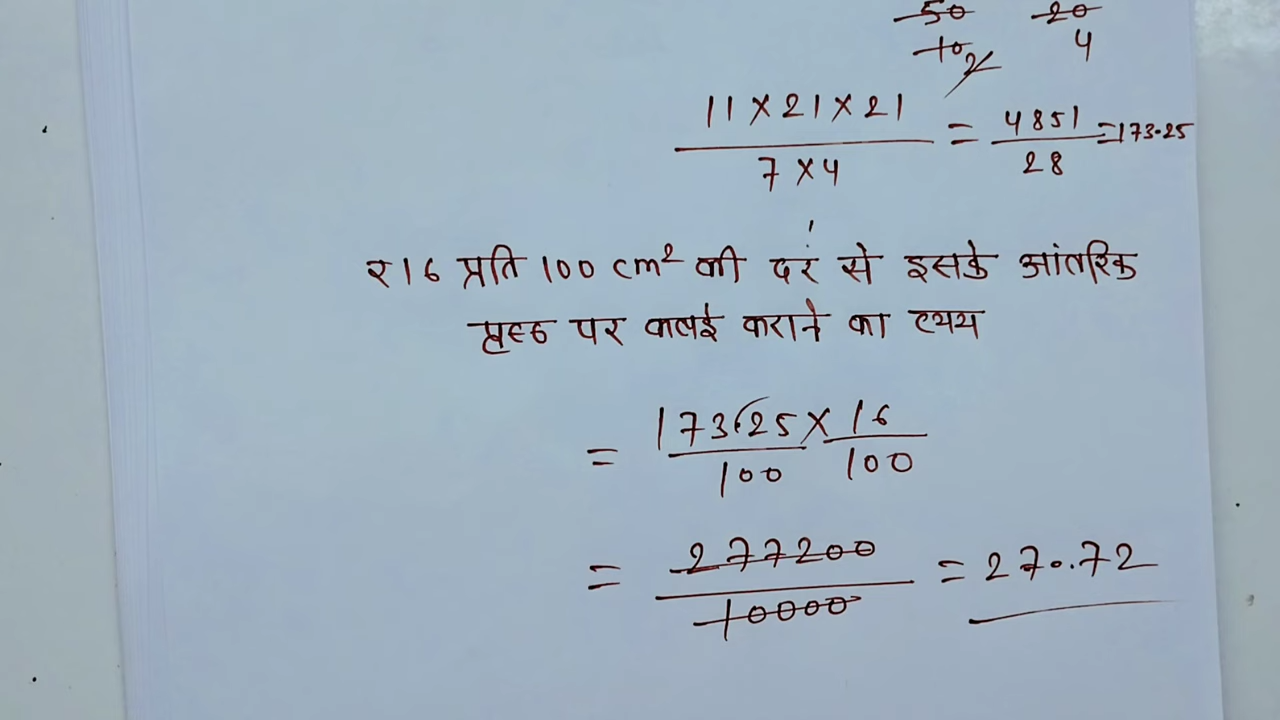 50 20
10 2 4
11 × 21 × 21 / 7 × 4 = 4851 / 28 = 173.25
₹16 प्रति 100 cm² की दर से इसके आंतरिक
पृष्ठ पर कलई कराने का व्यय
= 173.25 / 100 × 16 / 100
= 277200 / 10000 = 27.72